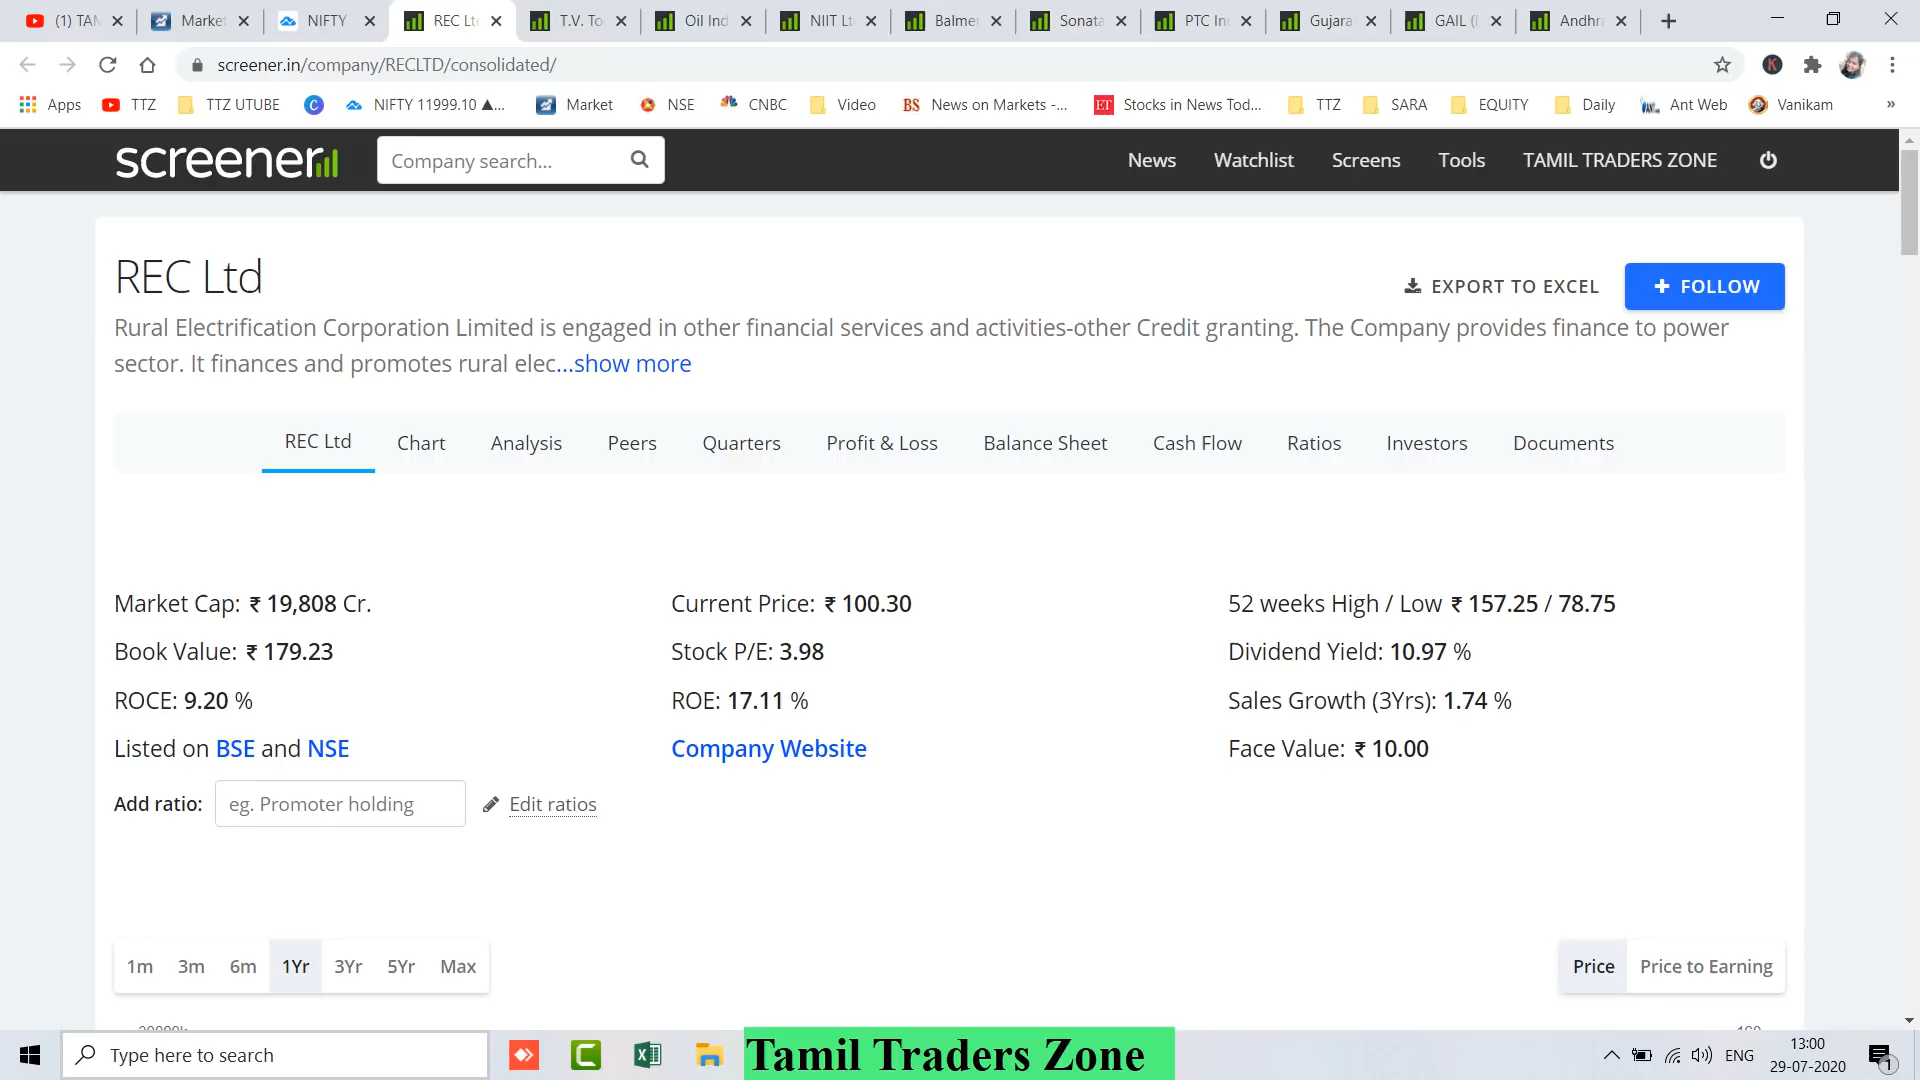 (1) TAM
Market
NIFTY
REC Lt
T.V. To
Oil Ind
NIIT Lt
Balmer
Sonata
PTC In
Gujara
GAIL (
Andhra
screener.in/company/RECLTD/consolidated/
Apps
TTZ
TTZ UTUBE
NIFTY 11999.10 ▲...
Market
NSE
CNBC
Video
BS News on Markets -...
ET Stocks in News Tod...
TTZ
SARA
EQUITY
Daily
Ant Web
Vanikam
»
screener
Company search...
News
Watchlist
Screens
Tools
TAMIL TRADERS ZONE
REC Ltd
EXPORT TO EXCEL
+ FOLLOW
Rural Electrification Corporation Limited is engaged in other financial services and activities-other Credit granting. The Company provides finance to power
sector. It finances and promotes rural elec...show more
REC Ltd
Chart
Analysis
Peers
Quarters
Profit & Loss
Balance Sheet
Cash Flow
Ratios
Investors
Documents
Market Cap: ₹ 19,808 Cr.
Current Price: ₹ 100.30
52 weeks High / Low ₹ 157.25 / 78.75
Book Value: ₹ 179.23
Stock P/E: 3.98
Dividend Yield: 10.97 %
ROCE: 9.20 %
ROE: 17.11 %
Sales Growth (3Yrs): 1.74 %
Listed on BSE and NSE
Company Website
Face Value: ₹ 10.00
Add ratio: eg. Promoter holding
Edit ratios
1m 3m 6m 1Yr 3Yr 5Yr Max
Price
Price to Earning
Type here to search
Tamil Traders Zone
ENG
13:00
29-07-2020
1